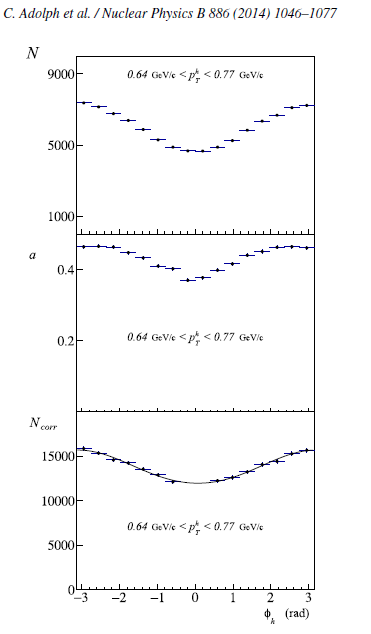 C. Adolph et al. / Nuclear Physics B 886 (2014) 1046–1077
N
9000
0.64 GeV/c < p_T^h < 0.77 GeV/c
5000
1000
a
0.4
0.2
0.64 GeV/c < p_T^h < 0.77 GeV/c
N_corr
15000
10000
0.64 GeV/c < p_T^h < 0.77 GeV/c
5000
0
−3 −2 −1 0 1 2 3
ϕ_h (rad)